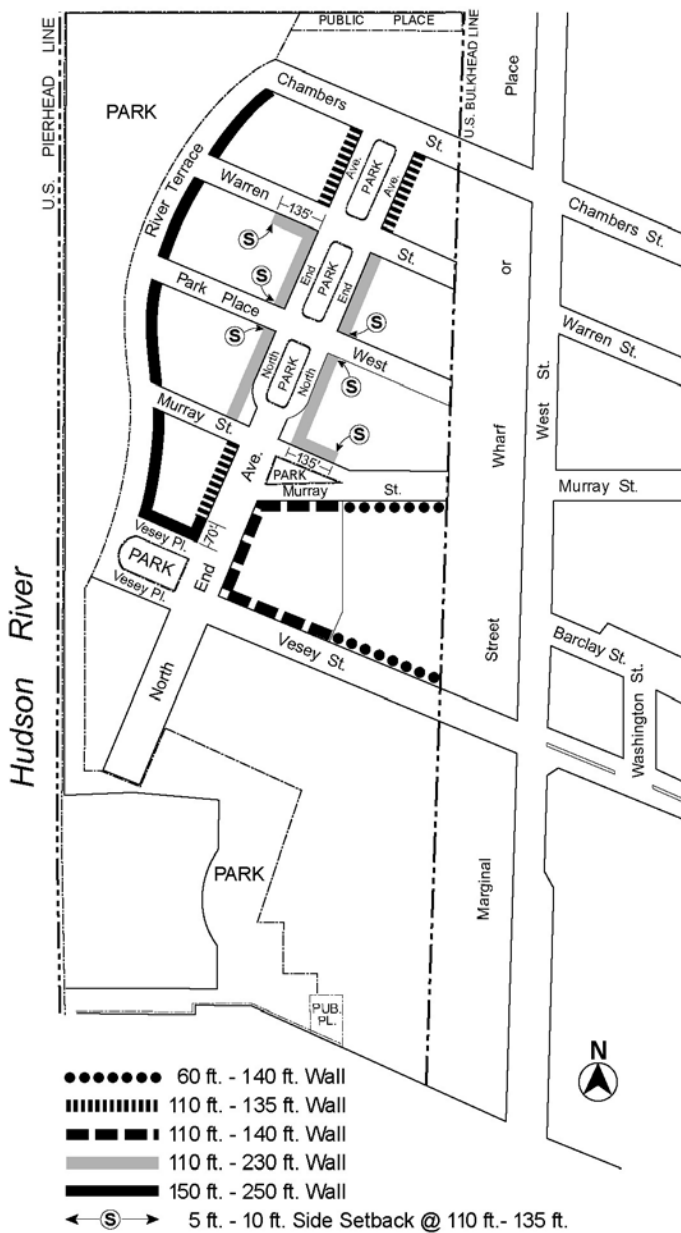 PUBLIC PLACE
U.S. PIERHEAD LINE
U.S. BULKHEAD LINE
Place
PARK
Chambers
St.
Ave.
PARK
Ave.
River Terrace
Warren
135'
St.
Chambers St.
S
S
End
PARK
End
or
Park Place
S
S
Warren St.
North
PARK
North
West
S
West St.
Murray St.
S
Wharf
135'
Ave.
PARK
Murray St.
Murray St.
70'
Vesey Pl.
PARK
Vesey Pl.
End
Hudson River
Vesey St.
Street
Barclay St.
North
Washington St.
PARK
Marginal
PUB.
PL.
N
60 ft. - 140 ft. Wall
110 ft. - 135 ft. Wall
110 ft. - 140 ft. Wall
110 ft. - 230 ft. Wall
150 ft. - 250 ft. Wall
S 5 ft. - 10 ft. Side Setback @ 110 ft.- 135 ft.